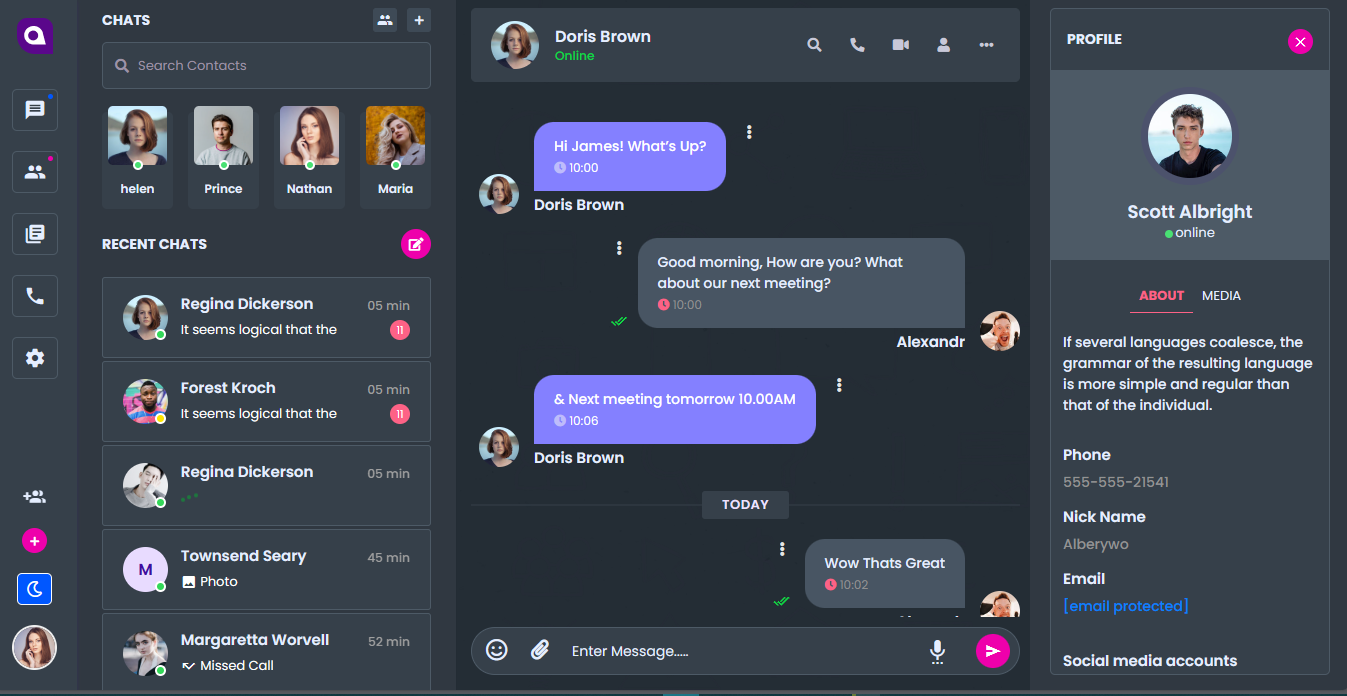 CHATS
Search Contacts
helen
Prince
Nathan
Maria
RECENT CHATS
Regina Dickerson
05 min
It seems logical that the
11
Forest Kroch
05 min
It seems logical that the
11
Regina Dickerson
05 min
M
Townsend Seary
45 min
Photo
Margaretta Worvell
52 min
Missed Call
Doris Brown
Online
Hi James! What's Up?
10:00
Doris Brown
Good morning, How are you? What
about our next meeting?
10:00
Alexandr
& Next meeting tomorrow 10.00AM
10:06
Doris Brown
TODAY
Wow Thats Great
10:02
Enter Message.....
PROFILE
Scott Albright
online
ABOUT
MEDIA
If several languages coalesce, the
grammar of the resulting language
is more simple and regular than
that of the individual.
Phone
555-555-21541
Nick Name
Alberywo
Email
[email protected]
Social media accounts